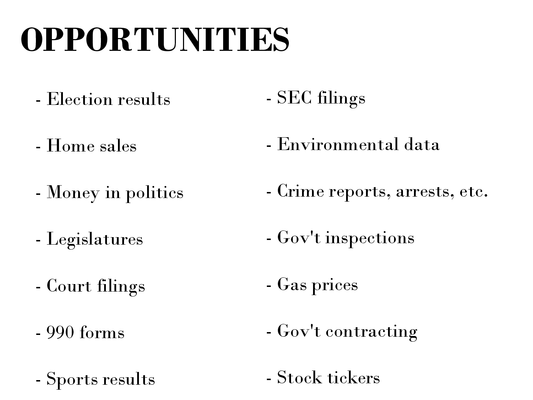 OPPORTUNITIES
- Election results
- Home sales
- Money in politics
- Legislatures
- Court filings
- 990 forms
- Sports results
- SEC filings
- Environmental data
- Crime reports, arrests, etc.
- Gov't inspections
- Gas prices
- Gov't contracting
- Stock tickers